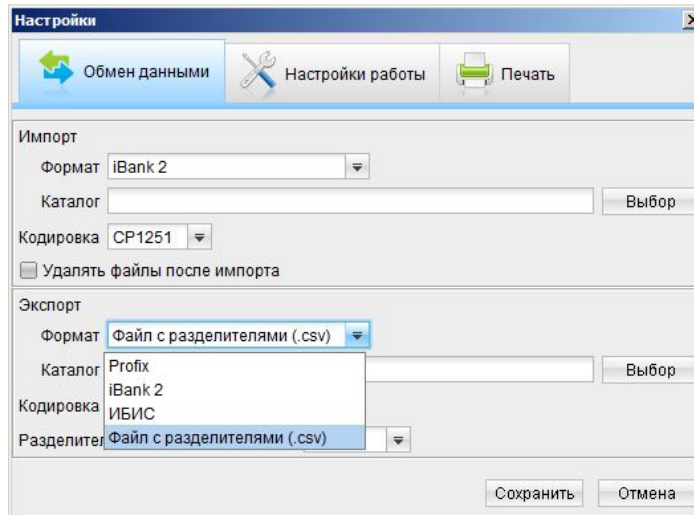 Настройки
Обмен данными Настройки работы Печать
Импорт
Формат iBank 2
Каталог Выбор
Кодировка CP1251
Удалять файлы после импорта
Экспорт
Формат Файл с разделителями (.csv)
Каталог Profix Выбор
iBank 2
Кодировка ИБИС
Файл с разделителями (.csv)
Сохранить Отмена